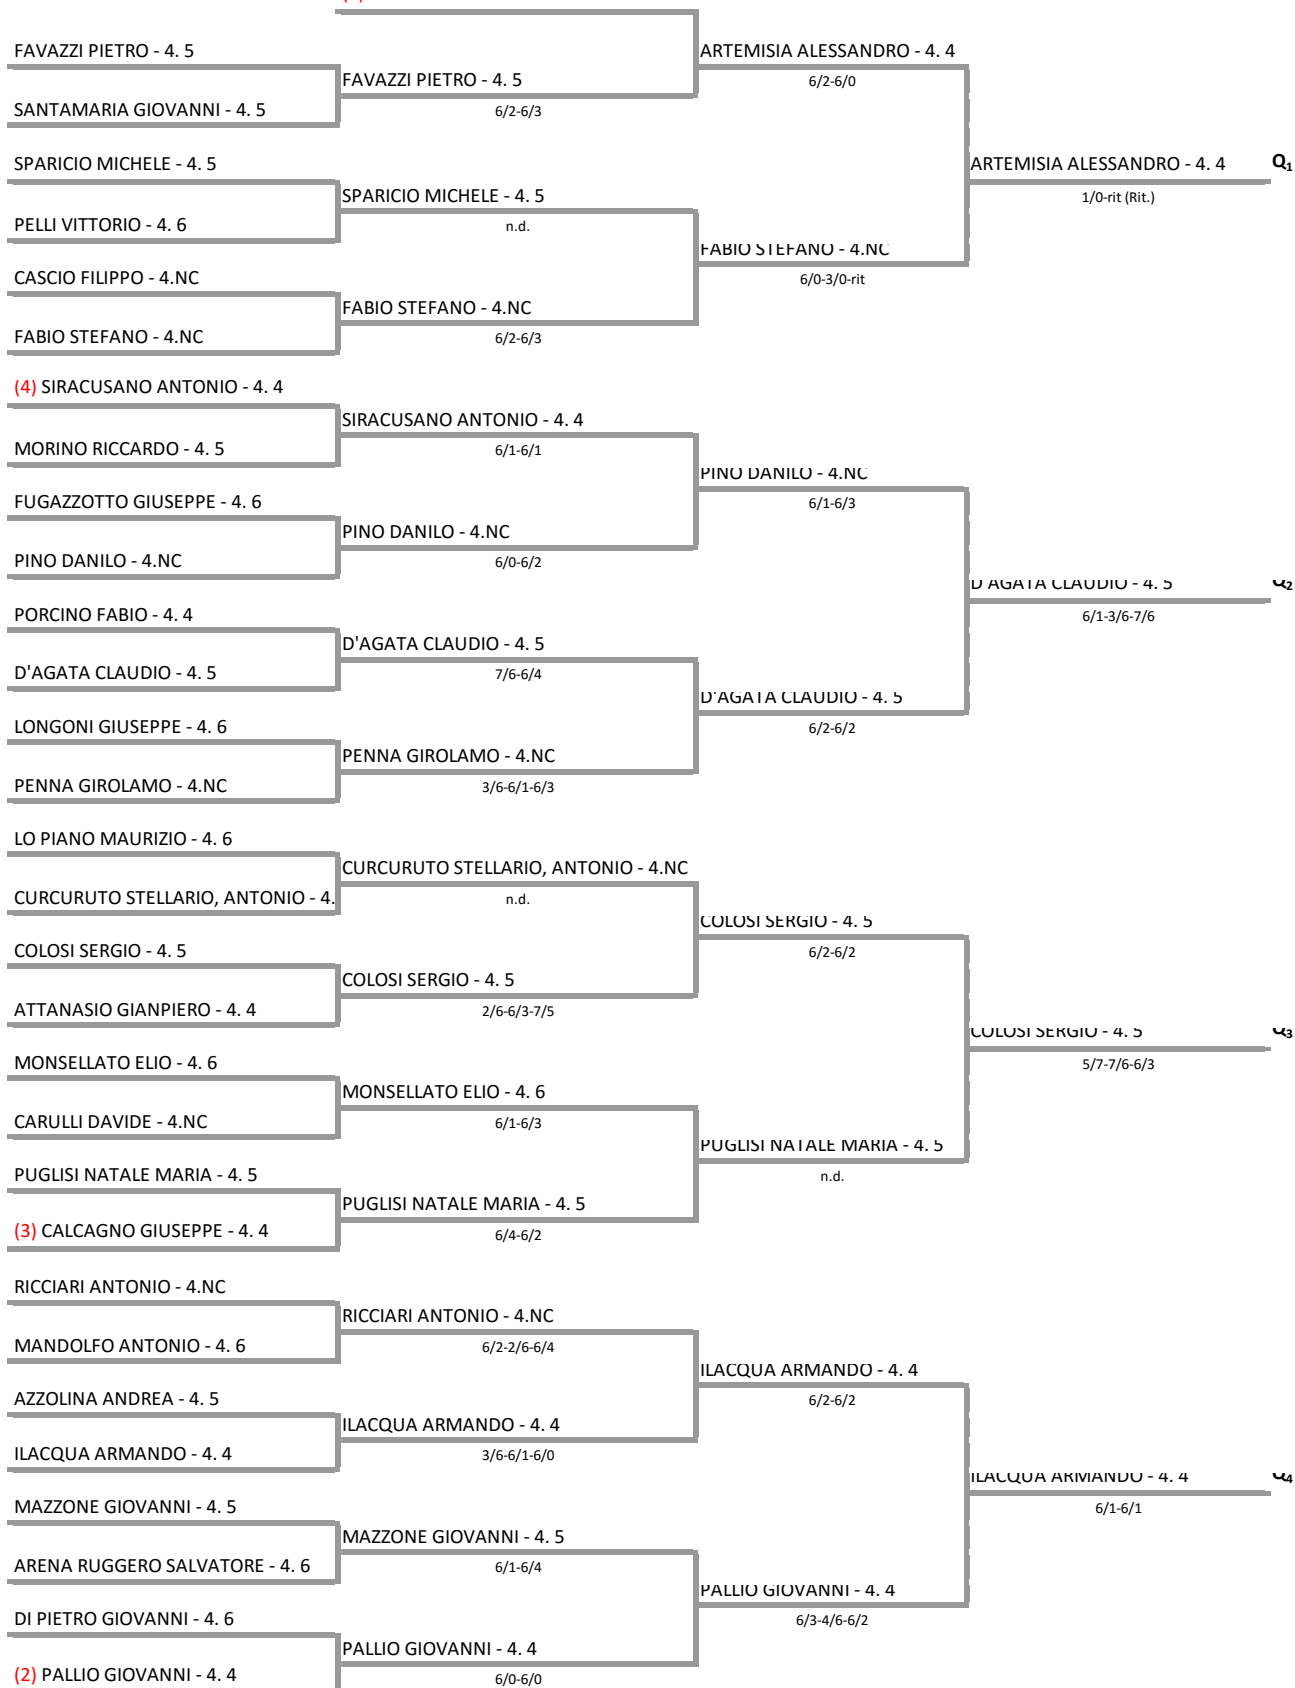 FAVAZZI PIETRO - 4. 5
ARTEMISIA ALESSANDRO - 4. 4
FAVAZZI PIETRO - 4. 5
6/2-6/0
SANTAMARIA GIOVANNI - 4. 5
6/2-6/3
SPARICIO MICHELE - 4. 5
ARTEMISIA ALESSANDRO - 4. 4
Q1
SPARICIO MICHELE - 4. 5
1/0-rit (Rit.)
PELLI VITTORIO - 4. 6
n.d.
FABIO STEFANO - 4.NC
CASCIO FILIPPO - 4.NC
6/0-3/0-rit
FABIO STEFANO - 4.NC
FABIO STEFANO - 4.NC
6/2-6/3
(4) SIRACUSANO ANTONIO - 4. 4
SIRACUSANO ANTONIO - 4. 4
MORINO RICCARDO - 4. 5
6/1-6/1
PINO DANILO - 4.NC
FUGAZZOTTO GIUSEPPE - 4. 6
6/1-6/3
PINO DANILO - 4.NC
PINO DANILO - 4.NC
6/0-6/2
D'AGATA CLAUDIO - 4. 5
Q2
PORCINO FABIO - 4. 4
6/1-3/6-7/6
D'AGATA CLAUDIO - 4. 5
D'AGATA CLAUDIO - 4. 5
7/6-6/4
D'AGATA CLAUDIO - 4. 5
LONGONI GIUSEPPE - 4. 6
6/2-6/2
PENNA GIROLAMO - 4.NC
PENNA GIROLAMO - 4.NC
3/6-6/1-6/3
LO PIANO MAURIZIO - 4. 6
CURCURUTO STELLARIO, ANTONIO - 4.NC
CURCURUTO STELLARIO, ANTONIO - 4.
n.d.
COLOSI SERGIO - 4. 5
COLOSI SERGIO - 4. 5
6/2-6/2
COLOSI SERGIO - 4. 5
ATTANASIO GIANPIERO - 4. 4
2/6-6/3-7/5
COLOSI SERGIO - 4. 5
Q3
MONSELLATO ELIO - 4. 6
5/7-7/6-6/3
MONSELLATO ELIO - 4. 6
CARULLI DAVIDE - 4.NC
6/1-6/3
PUGLISI NATALE MARIA - 4. 5
PUGLISI NATALE MARIA - 4. 5
n.d.
PUGLISI NATALE MARIA - 4. 5
(3) CALCAGNO GIUSEPPE - 4. 4
6/4-6/2
RICCIARI ANTONIO - 4.NC
RICCIARI ANTONIO - 4.NC
MANDOLFO ANTONIO - 4. 6
6/2-2/6-6/4
ILACQUA ARMANDO - 4. 4
AZZOLINA ANDREA - 4. 5
6/2-6/2
ILACQUA ARMANDO - 4. 4
ILACQUA ARMANDO - 4. 4
3/6-6/1-6/0
ILACQUA ARMANDO - 4. 4
Q4
MAZZONE GIOVANNI - 4. 5
6/1-6/1
MAZZONE GIOVANNI - 4. 5
ARENA RUGGERO SALVATORE - 4. 6
6/1-6/4
PALLIO GIOVANNI - 4. 4
DI PIETRO GIOVANNI - 4. 6
6/3-4/6-6/2
PALLIO GIOVANNI - 4. 4
(2) PALLIO GIOVANNI - 4. 4
6/0-6/0